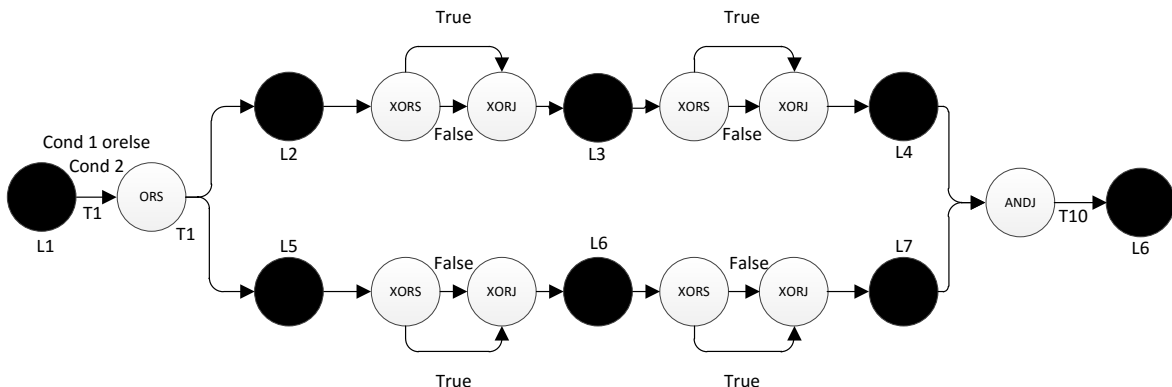 True
True
XORS
XORJ
XORS
XORJ
False
False
L2
L3
L4
Cond 1 orelse
Cond 2
ORS
ANDJ
T1
T10
L1
T1
L6
L5
L6
L7
False
False
XORS
XORJ
XORS
XORJ
True
True